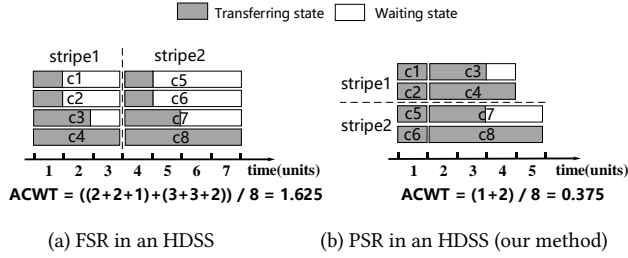 Transferring state Waiting state
stripe1 stripe2
c1 c5
c2 c6
c3 c7
c4 c8
1 2 3 4 5 6 7 time(units)
ACWT = ((2+2+1)+(3+3+2)) / 8 = 1.625
(a) FSR in an HDSS
stripe1
c1 c3
c2 c4
stripe2
c5 c7
c6 c8
1 2 3 4 5 time(units)
ACWT = (1+2) / 8 = 0.375
(b) PSR in an HDSS (our method)